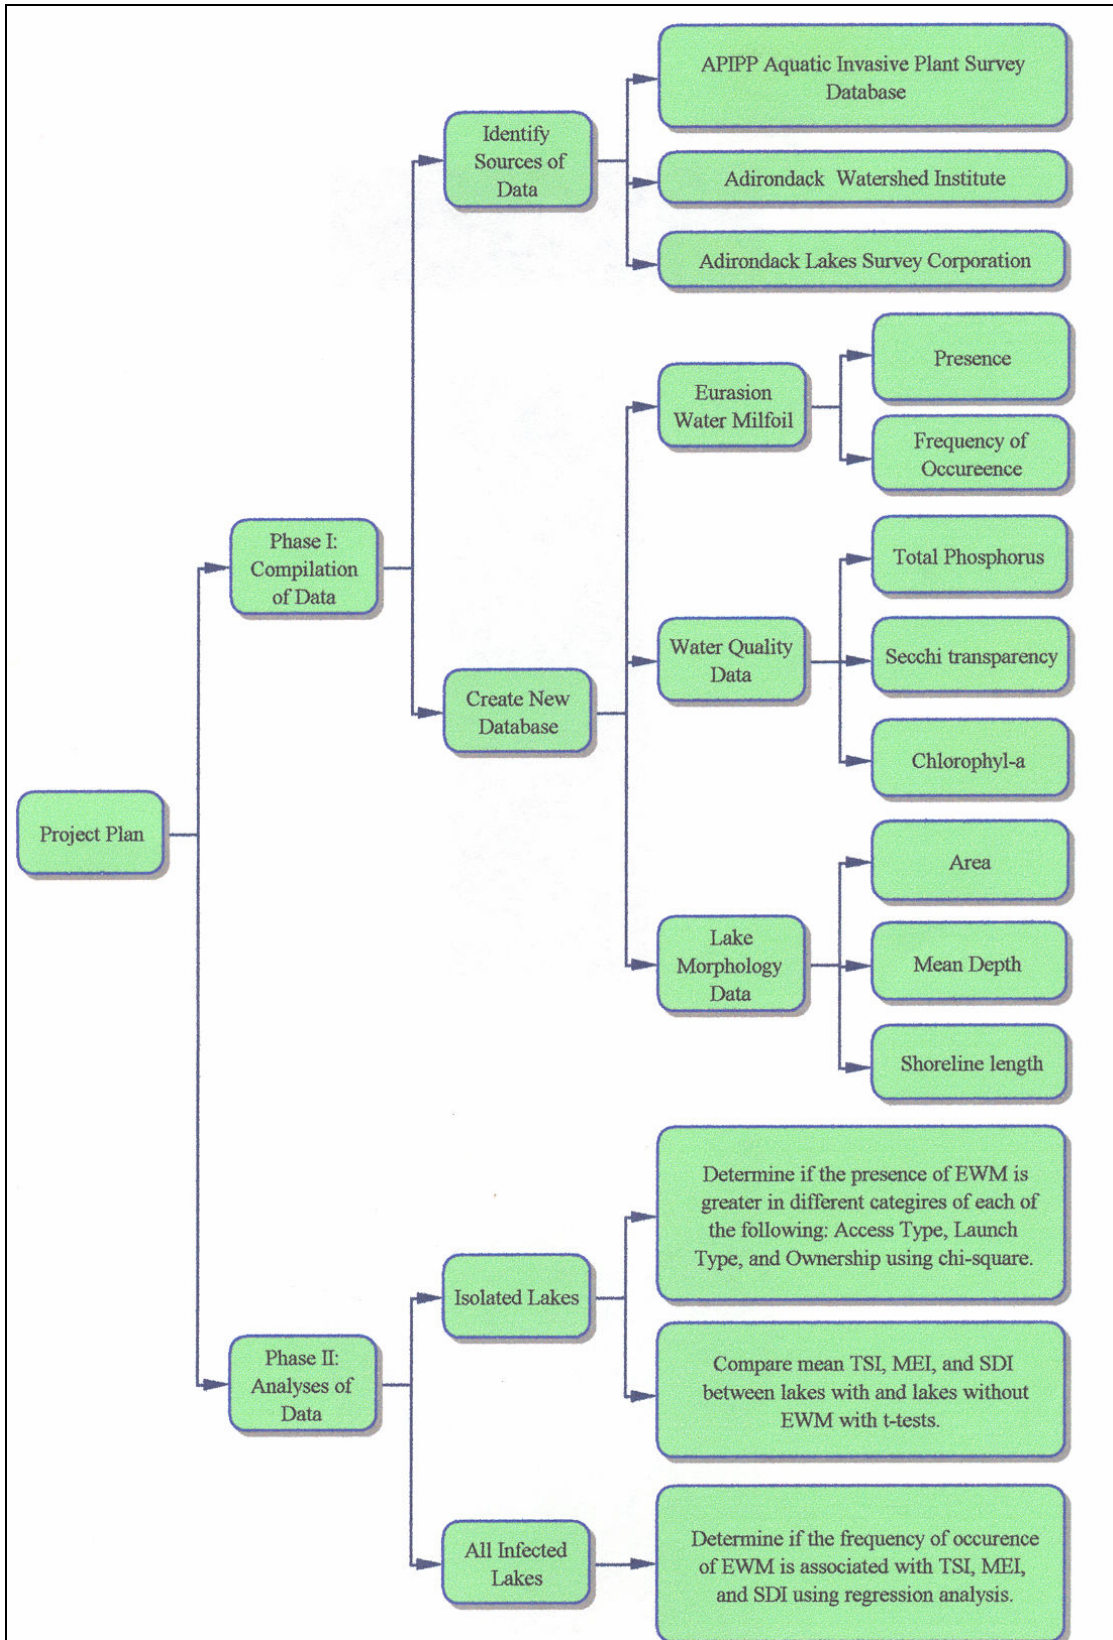 APIPP Aquatic Invasive Plant Survey
Database
Identify
Sources of
Data
Adirondack Watershed Institute
Adirondack Lakes Survey Corporation
Presence
Eurasion
Water Milfoil
Frequency of
Occureence
Phase I:
Compilation
of Data
Total Phosphorus
Water Quality
Data
Secchi transparency
Create New
Database
Chlorophyl-a
Project Plan
Area
Lake
Morphology
Data
Mean Depth
Shoreline length
Determine if the presence of EWM is
greater in different categires of each of
the following: Access Type, Launch
Type, and Ownership using chi-square.
Isolated Lakes
Phase II:
Analyses of
Data
Compare mean TSI, MEI, and SDI
between lakes with and lakes without
EWM with t-tests.
All Infected
Lakes
Determine if the frequency of occurence
of EWM is associated with TSI, MEI,
and SDI using regression analysis.